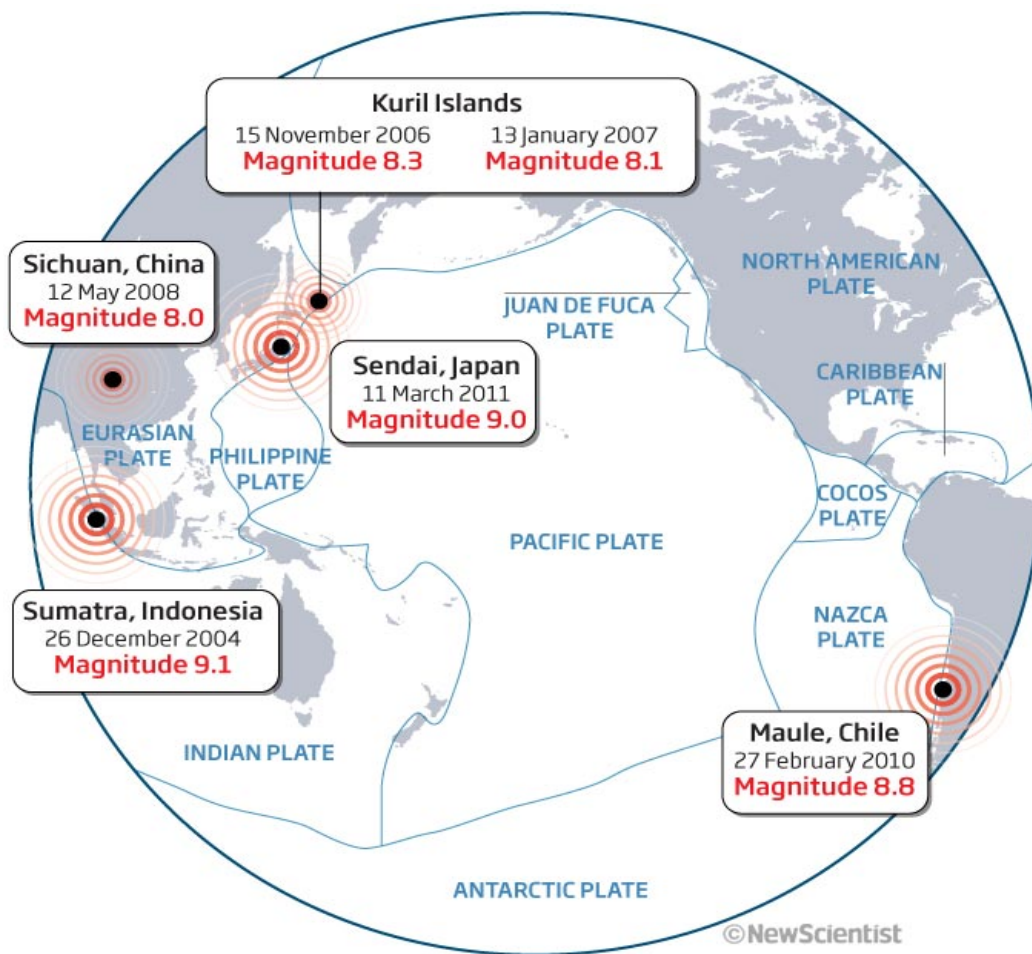 Kuril Islands
15 November 2006
Magnitude 8.3
13 January 2007
Magnitude 8.1
Sichuan, China
12 May 2008
Magnitude 8.0
NORTH AMERICAN
PLATE
JUAN DE FUCA
PLATE
Sendai, Japan
11 March 2011
Magnitude 9.0
CARIBBEAN
PLATE
EURASIAN
PLATE
PHILIPPINE
PLATE
COCOS
PLATE
PACIFIC PLATE
Sumatra, Indonesia
26 December 2004
Magnitude 9.1
NAZCA
PLATE
INDIAN PLATE
Maule, Chile
27 February 2010
Magnitude 8.8
ANTARCTIC PLATE
©NewScientist